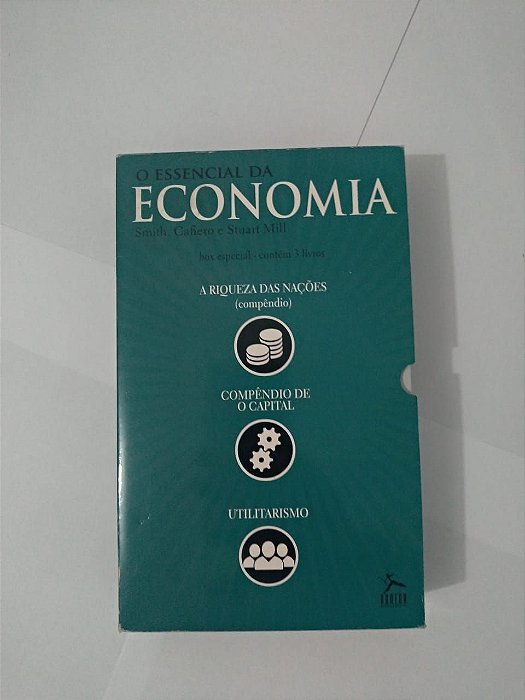 O ESSENCIAL DA
ECONOMIA
Smith, Cafiero e Stuart Mill
box especial - contém 3 livros
A RIQUEZA DAS NAÇÕES
(compêndio)
COMPÊNDIO DE
O CAPITAL
UTILITARISMO
HUNTER